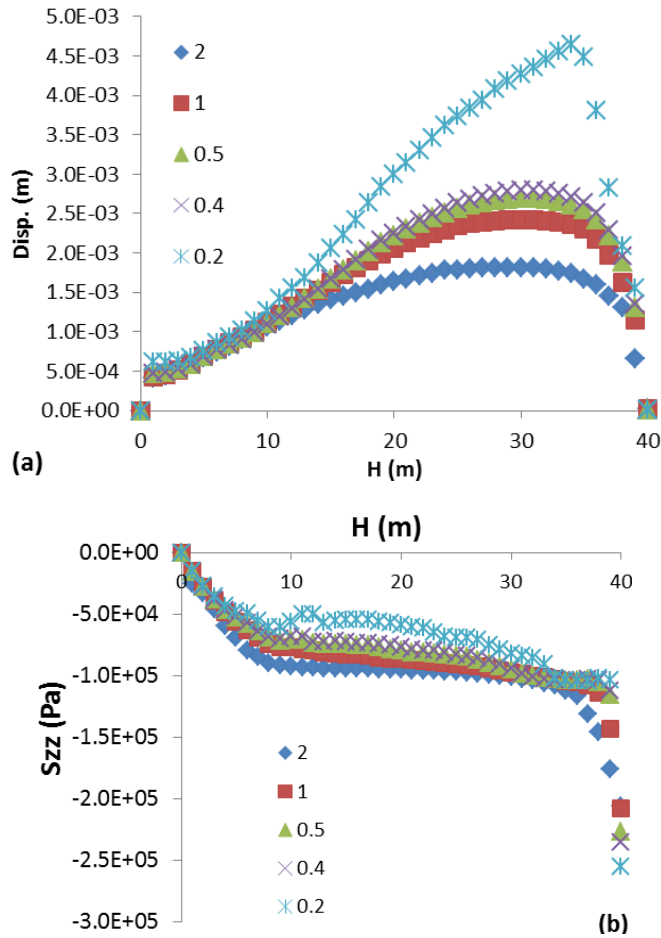 5.0E-03
4.5E-03
4.0E-03
3.5E-03
3.0E-03
2.5E-03
2.0E-03
1.5E-03
1.0E-03
5.0E-04
0.0E+00
Disp. (m)
2
1
0.5
0.4
0.2
0 10 20 30 40
H (m)
(a)
H (m)
0.0E+00
-5.0E+04
-1.0E+05
-1.5E+05
-2.0E+05
-2.5E+05
-3.0E+05
Szz (Pa)
0 10 20 30 40
2
1
0.5
0.4
0.2
(b)